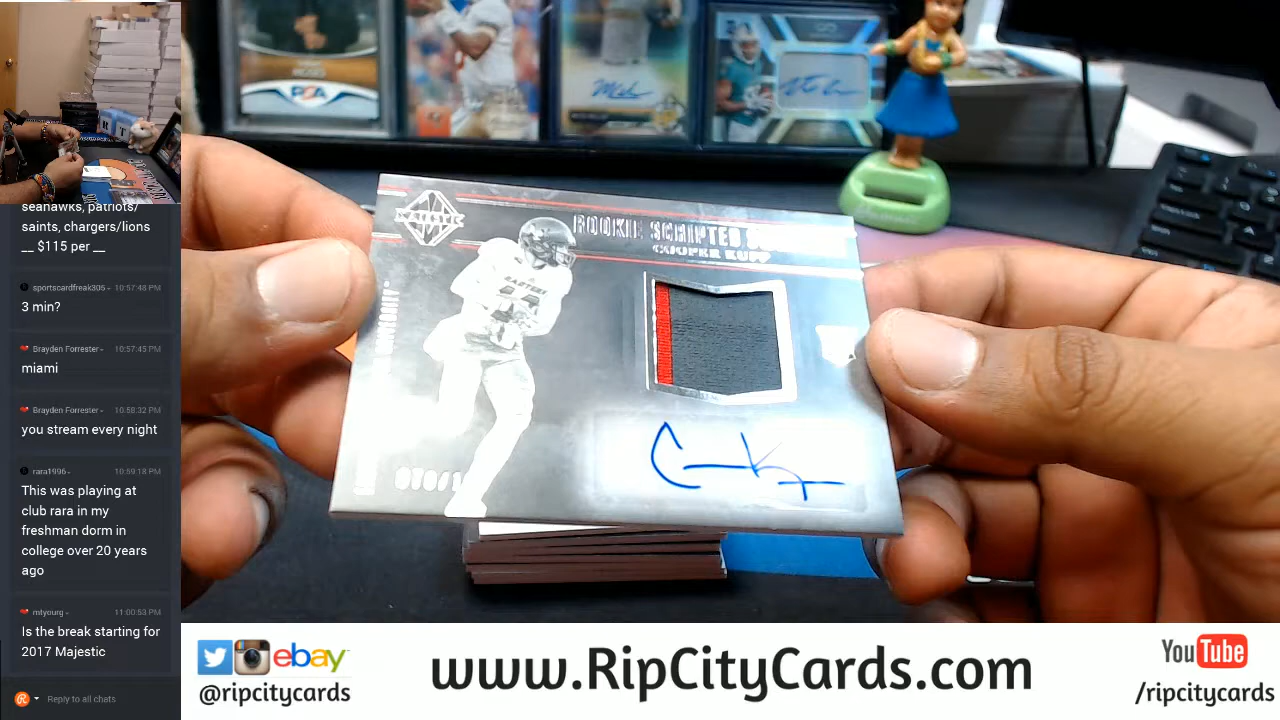 seahawks, patriots/
saints, chargers/lions
__ $115 per __
sportscardfreak305 - 10:57:48 PM
3 min?
Brayden Forrester - 10:57:45 PM
miami
Brayden Forrester - 10:58:32 PM
you stream every night
rara1996 - 10:59:18 PM
This was playing at
club rara in my
freshman dorm in
college over 20 years
ago
mtyourg - 11:00:53 PM
Is the break starting for
2017 Majestic
Reply to all chats
PSA
MAJESTIC
ROOKIE SCRIPTED
COOPER KUPP
EASTERN
ebay
@ripcitycards
www.RipCityCards.com
YouTube
/ripcitycards